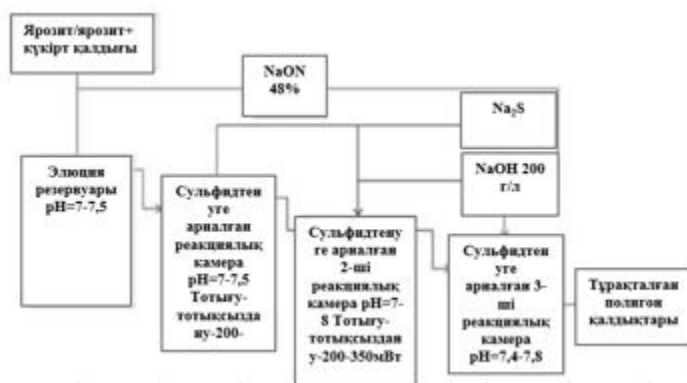 Ярозит/ярозит+
күкірт қалдығы
NaON
48%
Na₂S
NaOH 200
г/л
Элюция
резервуары
pH=7-7,5
Сульфидтен
уге
арналған
реакциялық
камера
pH=7-7,5
Тотығу-
тотықсызда
ну-200-
Сульфидтену
ге арналған
2-ші
реакциялық
камера pH=7-
8 Тотығу-
тотықсыздан
у-200-350мВт
Сульфидтен
уге
арналған 3-
ші
реакциялық
камера
pH=7,4-7,8
Тұрақталған
полигон
қалдықтары